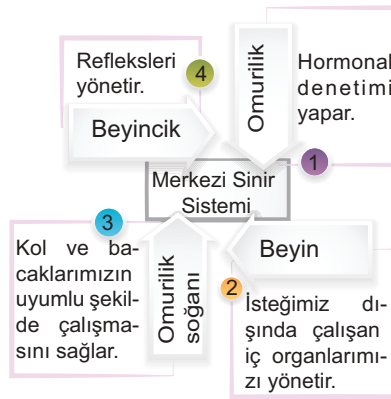 Refleksleri
yönetir.
4
Beyincik
Omurilik
Hormonal
denetimi
yapar.
1
Merkezi Sinir
Sistemi
3
Kol ve ba-
caklarımızın
uyumlu şekil-
de çalışma-
sını sağlar.
Omurilik
soğanı
Beyin
2
İsteğimiz dı-
şında çalışan
iç organlarımı-
zı yönetir.